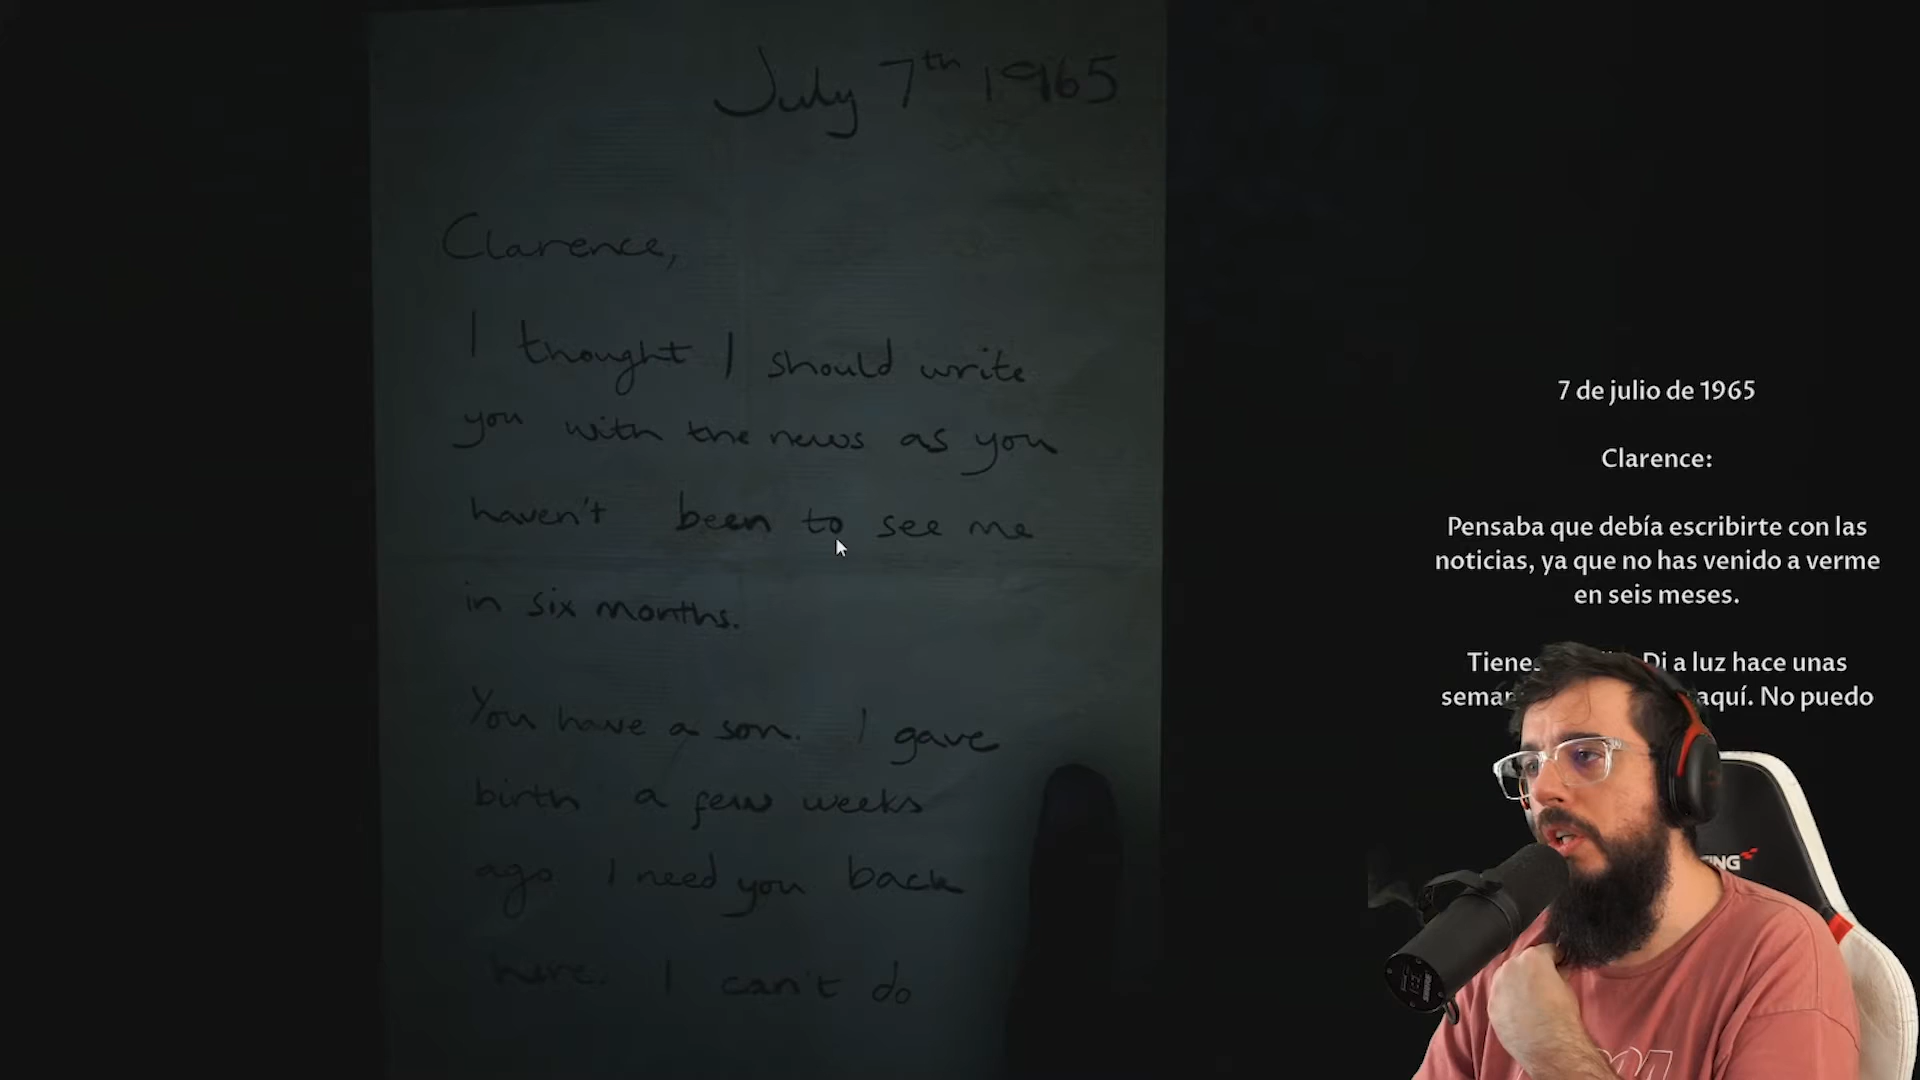 July 7th 1965
Clarence,
I thought I should write
you with the news as you
haven't been to see me
in six months.
You have a son. I gave
birth a few weeks
ago I need you back
here. I can't do
7 de julio de 1965
Clarence:
Pensaba que debía escribirte con las
noticias, ya que no has venido a verme
en seis meses.
Di a luz hace unas
aquí. No puedo